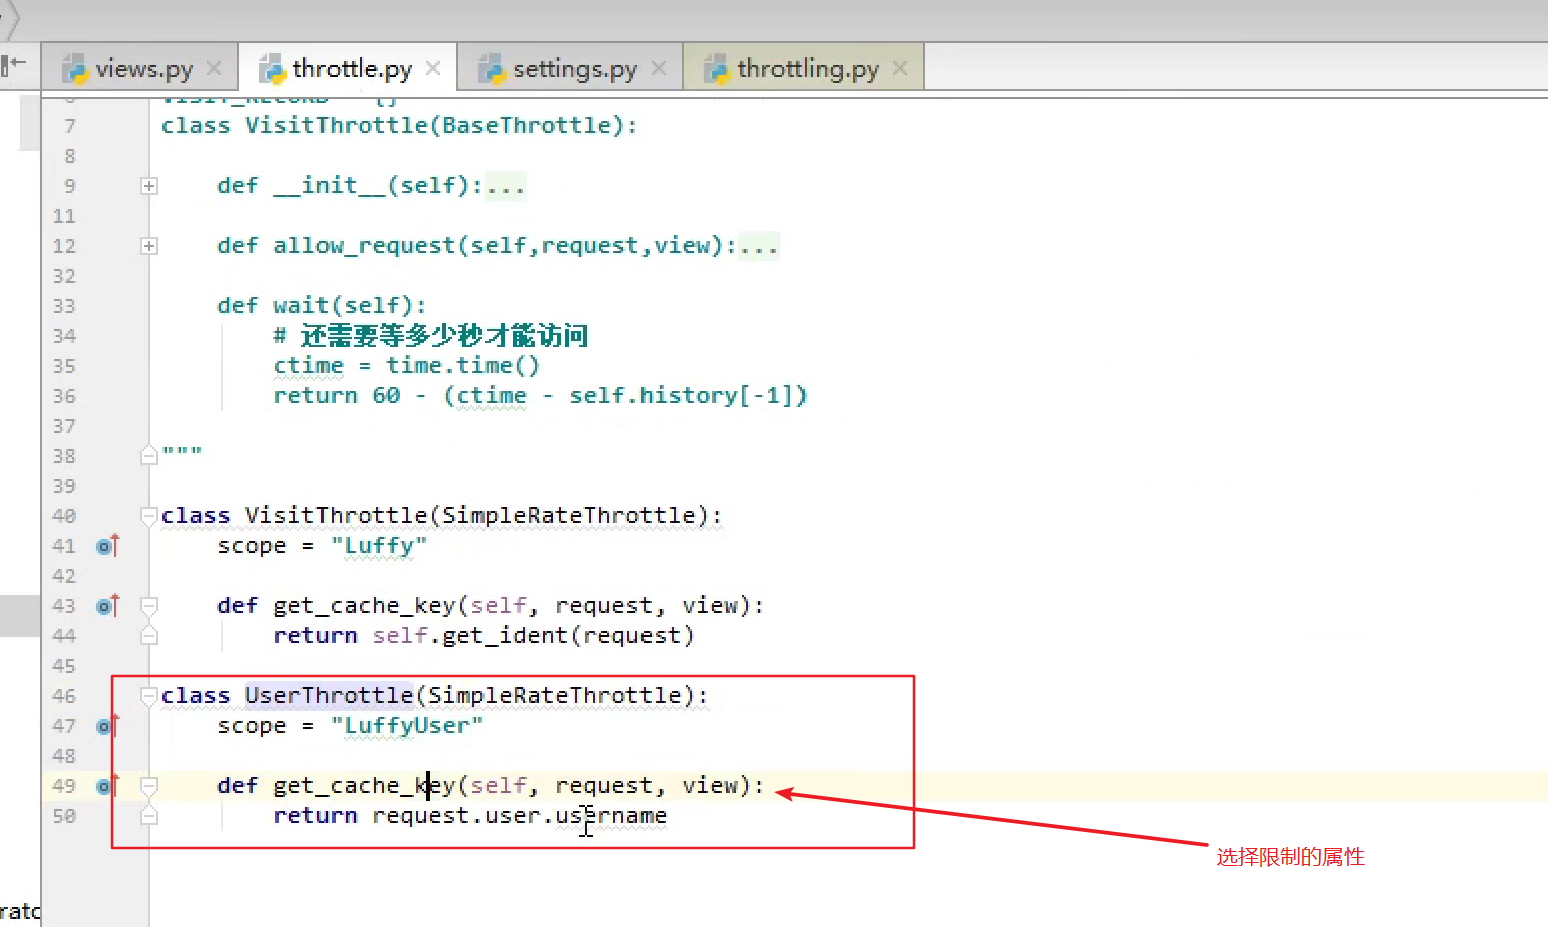 views.py
throttle.py
settings.py
throttling.py
7 class VisitThrottle(BaseThrottle):
8
9 def __init__(self):...
11
12 def allow_request(self,request,view):...
32
33 def wait(self):
34 # 还需要等多少秒才能访问
35 ctime = time.time()
36 return 60 - (ctime - self.history[-1])
37
38 """
39
40 class VisitThrottle(SimpleRateThrottle):
41 scope = "Luffy"
42
43 def get_cache_key(self, request, view):
44 return self.get_ident(request)
45
46 class UserThrottle(SimpleRateThrottle):
47 scope = "LuffyUser"
48
49 def get_cache_key(self, request, view):
50 return request.user.username
选择限制的属性